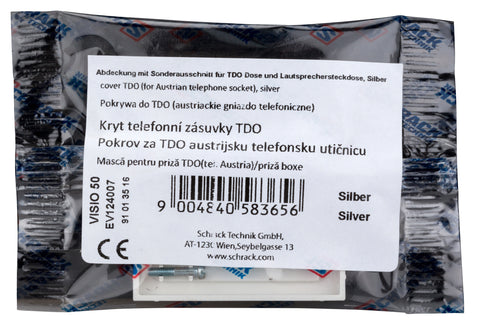 Abdeckung mit Sonderausschnitt für TDO Dose und Lautsprechersteckdose, Silber
cover TDO (for Austrian telephone socket), silver
Pokrywa do TDO (austriackie gniazdo telefoniczne)
Kryt telefonní zásuvky TDO
Pokrov za TDO austrijsku telefonsku utičnicu
Mască pentru priză TDO(tel. Austria)/priză boxe
VISIO 50
EV124007
91 01 3516
9 004840 583656
Silber
Silver
CE
Schrack Technik GmbH,
AT-1230 Wien,Seybelgasse 13
www.schrack.com
SCHRACK
TECHNIK